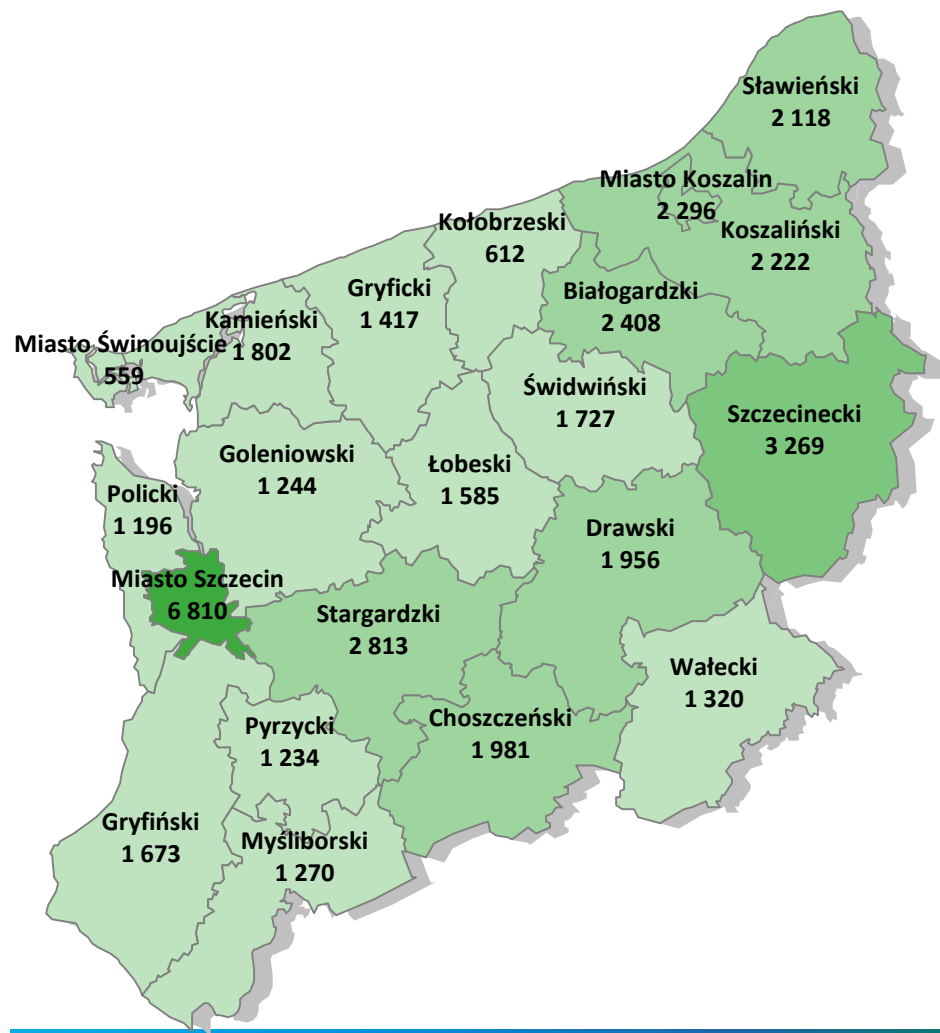 Sławieński
2 118
Miasto Koszalin
2 296
Koszaliński
2 222
Kołobrzeski
612
Białogardzki
2 408
Gryficki
1 417
Kamieński
1 802
Miasto Świnoujście
559
Świdwiński
1 727
Szczecinecki
3 269
Goleniowski
1 244
Łobeski
1 585
Policki
1 196
Drawski
1 956
Miasto Szczecin
6 810
Stargardzki
2 813
Wałecki
1 320
Choszczeński
1 981
Pyrzycki
1 234
Gryfiński
1 673
Myśliborski
1 270